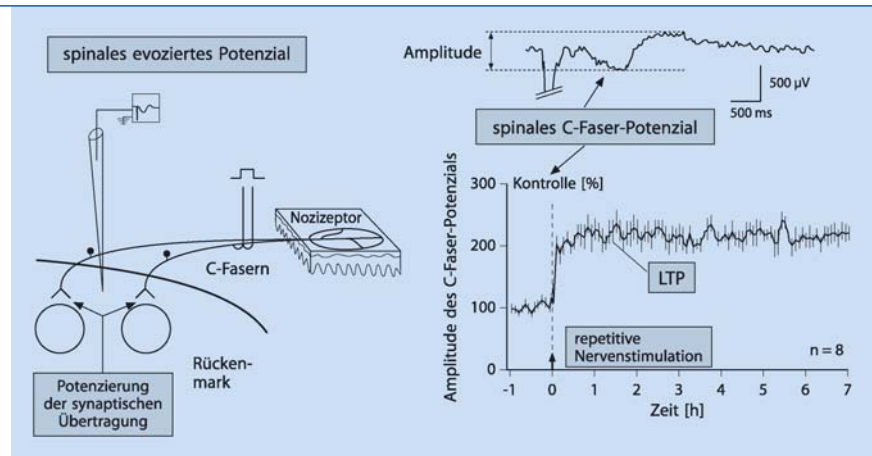 spinales evoziertes Potenzial
Nozizeptor
C-Fasern
Rücken-
mark
Potenzierung
der synaptischen
Übertragung
Amplitude
500 µV
500 ms
spinales C-Faser-Potenzial
Amplitude des C-Faser-Potenzials
Kontrolle [%]
300
200
100
0
LTP
repetitive
Nervenstimulation
n = 8
-1 0 1 2 3 4 5 6 7
Zeit [h]